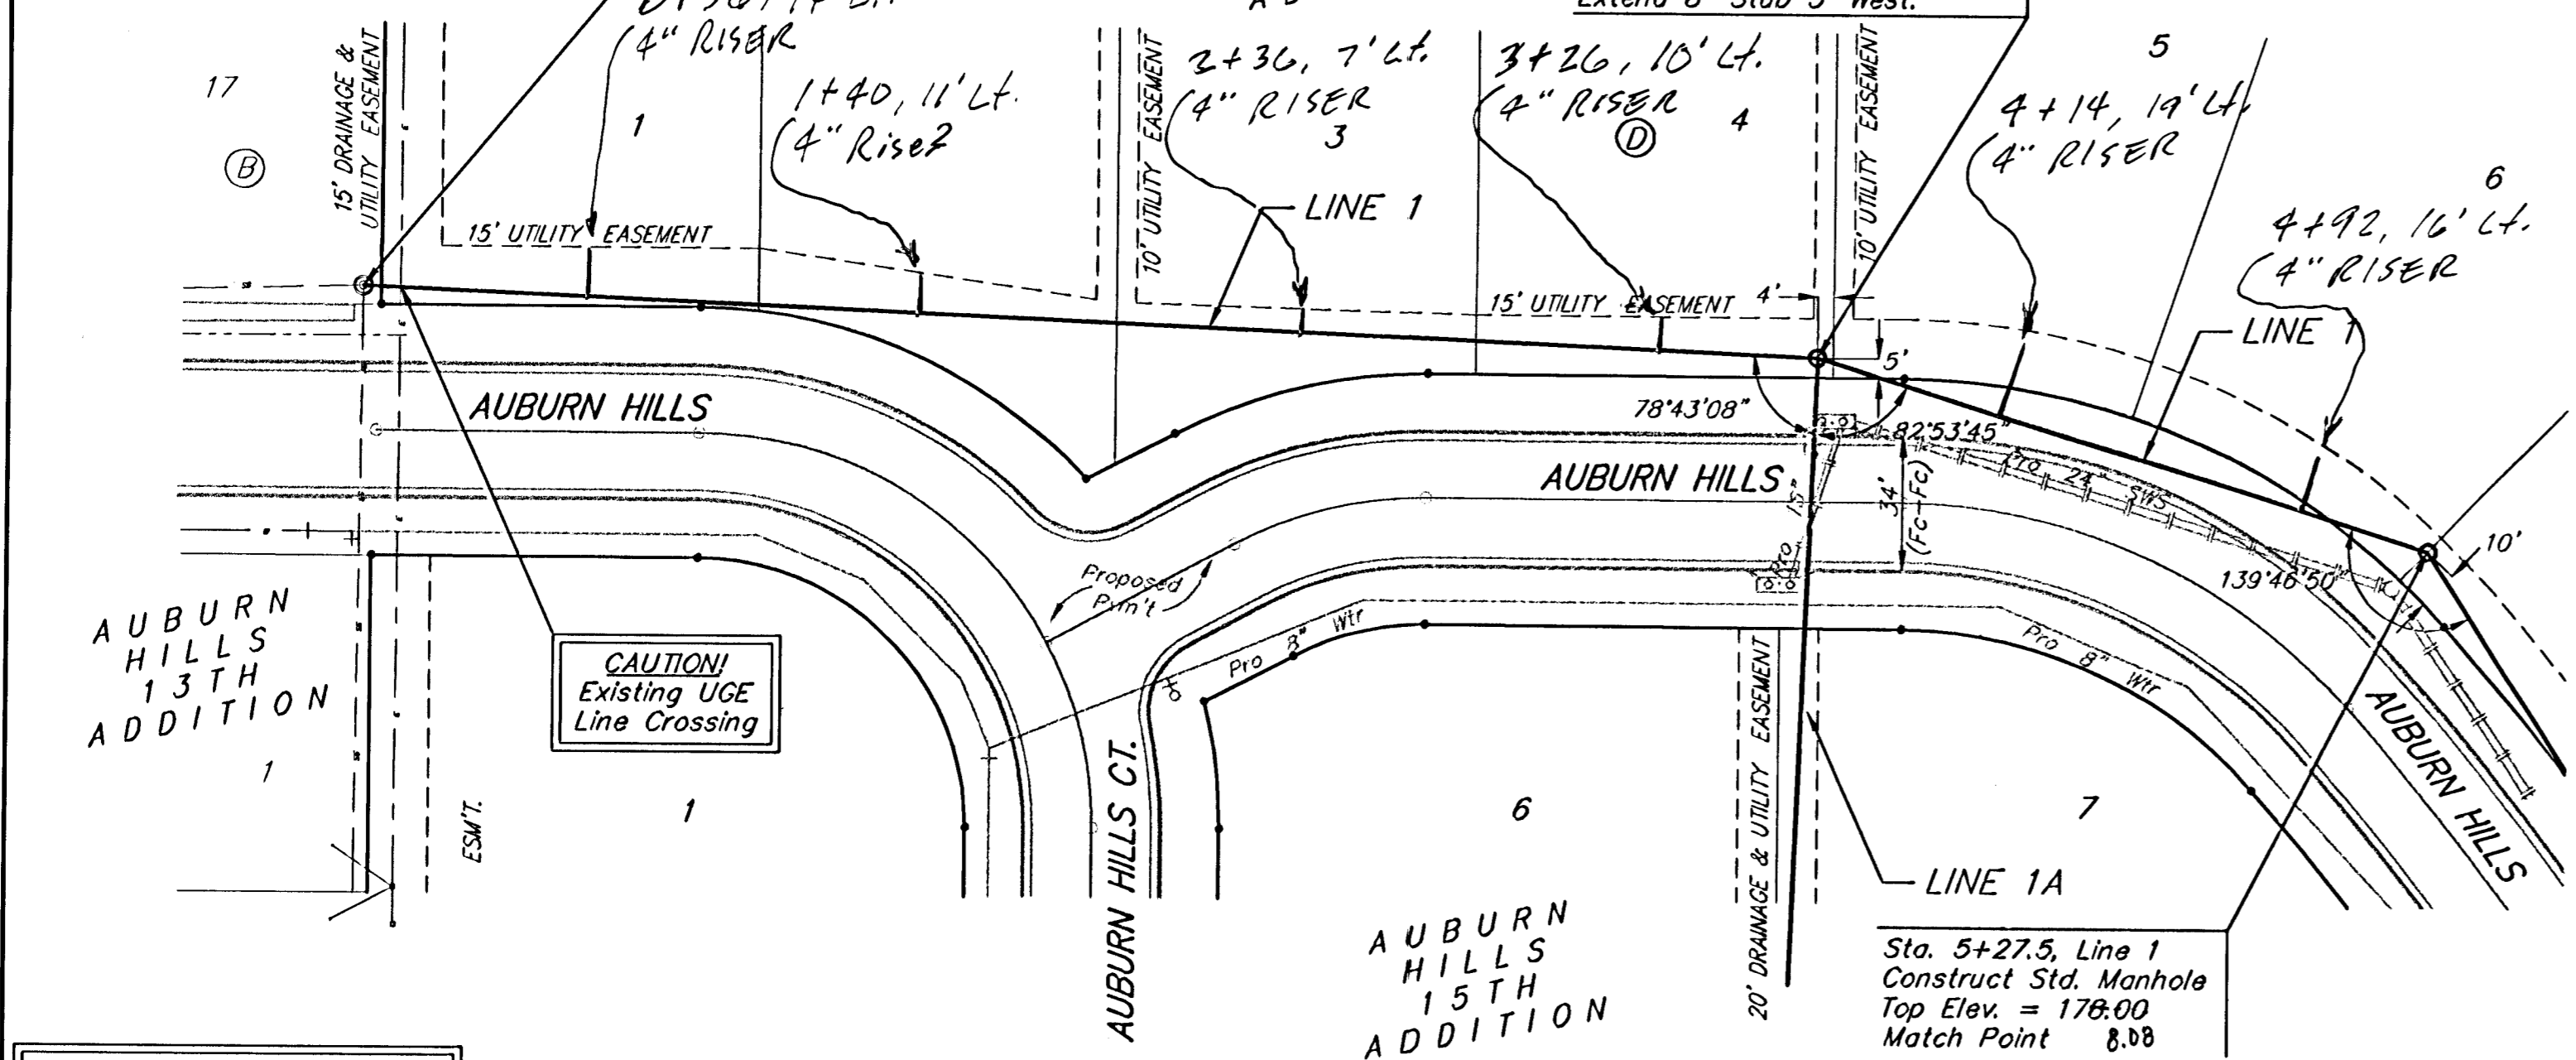 (4" RISER
Extend 8" Stub 5' West.
17
B
15' DRAINAGE &
UTILITY EASEMENT
1
1+40, 11' Lt.
(4" Riser
10' UTILITY EASEMENT
2+36, 7' Lt.
(4" RISER
3
3+26, 10' Lt.
(4" RISER
D
4
10' UTILITY EASEMENT
5
4+14, 19' Lt.
(4" RISER
6
4+92, 16' Lt.
(4" RISER
15' UTILITY EASEMENT
LINE 1
15' UTILITY EASEMENT
4'
5'
LINE 1
AUBURN HILLS
78°43'08"
82°53'45"
AUBURN HILLS
15"
Pro
34'
(Fc-Fc)
Pro 24" SWS
139°46'50"
10'
Proposed
Pvm't
Pro 8" Wtr
Pro 8" Wtr
AUBURN HILLS
AUBURN
HILLS
13TH
ADDITION
1
CAUTION!
Existing UGE
Line Crossing
ESM'T.
1
AUBURN HILLS CT.
6
20' DRAINAGE & UTILITY EASEMENT
7
LINE 1A
AUBURN
HILLS
15TH
ADDITION
Sta. 5+27.5, Line 1
Construct Std. Manhole
Top Elev. = 178.00
Match Point 8.08